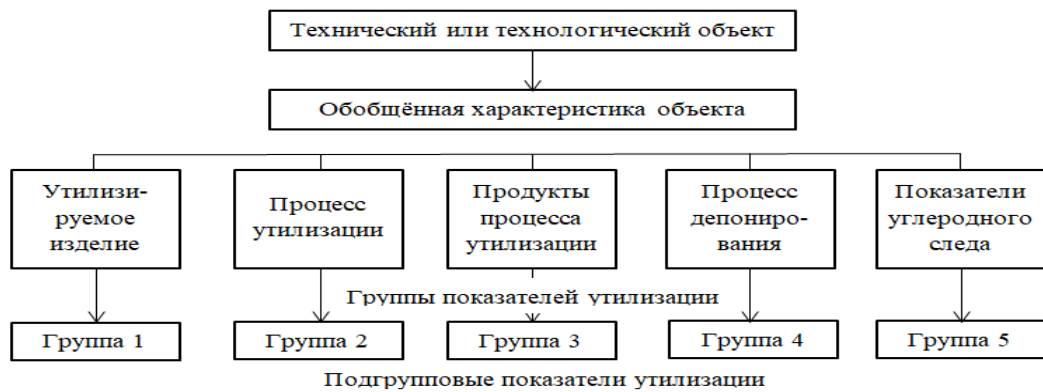 Технический или технологический объект
Обобщённая характеристика объекта
Утилизи-
руемое
изделие
Процесс
утилизации
Продукты
процесса
утилизации
Процесс
депониро-
вания
Показатели
углеродного
следа
Группы показателей утилизации
Группа 1
Группа 2
Группа 3
Группа 4
Группа 5
Подгрупповые показатели утилизации